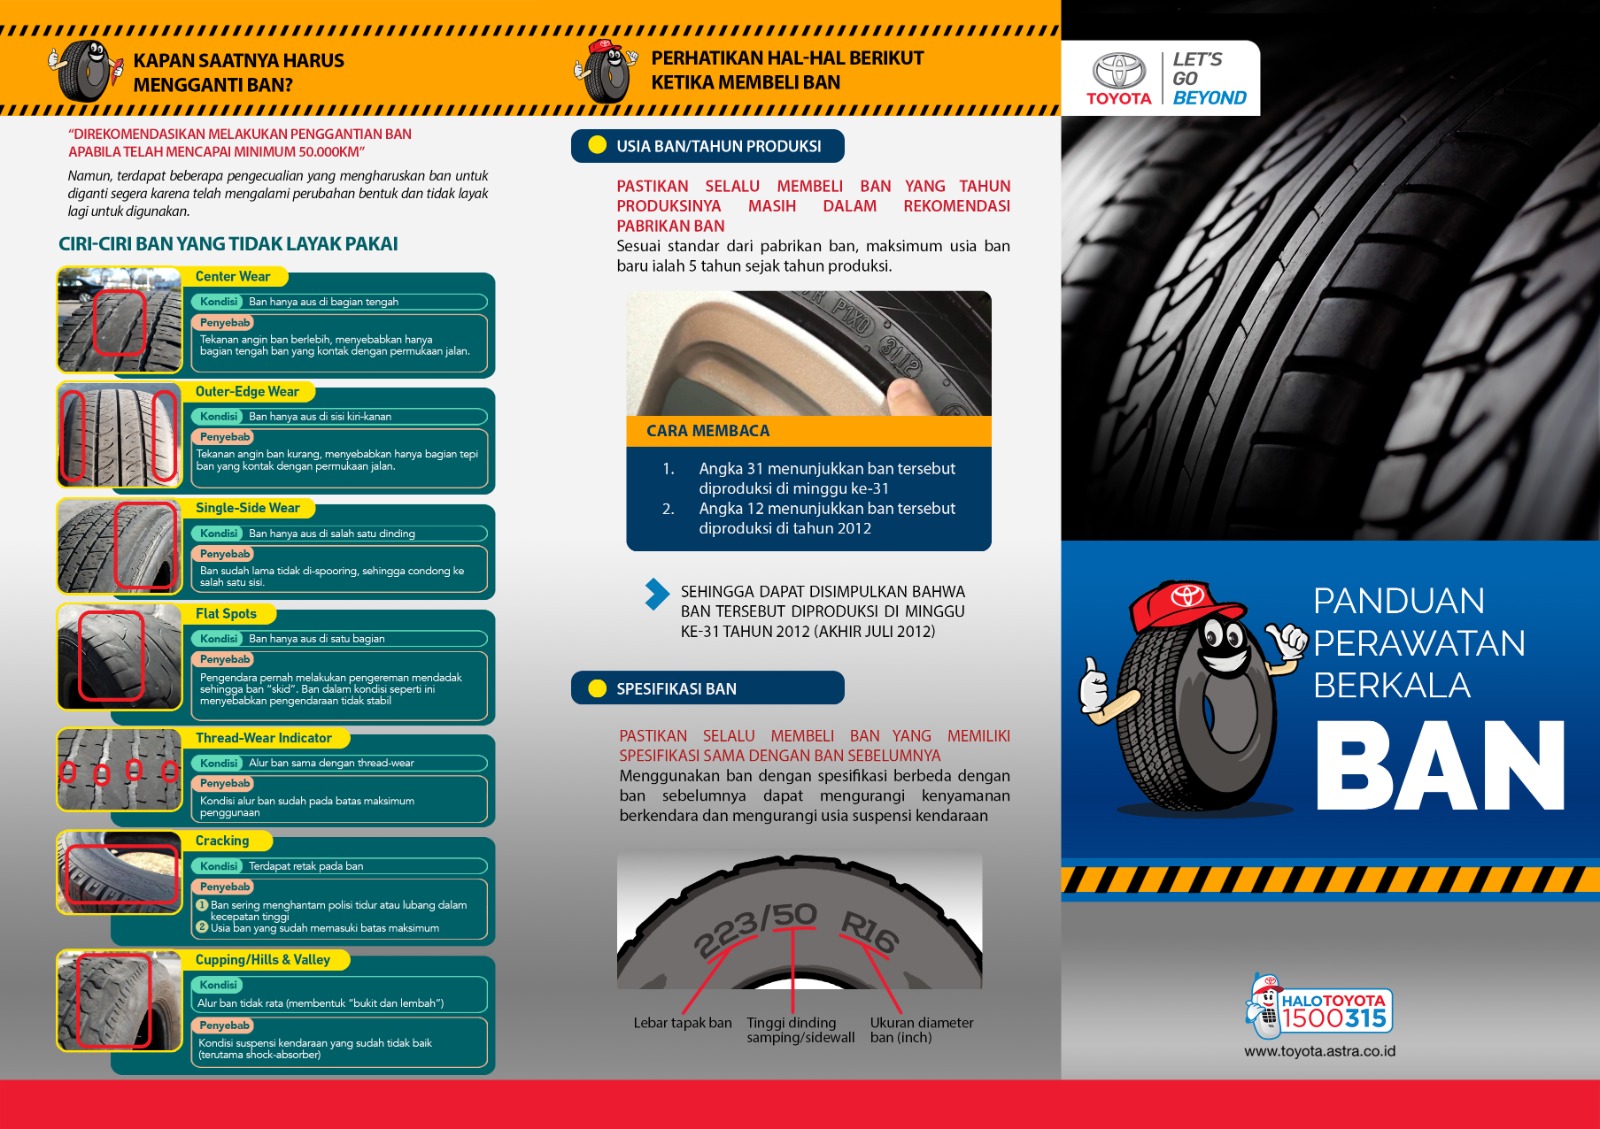 KAPAN SAATNYA HARUS
MENGGANTI BAN?
“DIREKOMENDASIKAN MELAKUKAN PENGGANTIAN BAN
APABILA TELAH MENCAPAI MINIMUM 50.000KM”
Namun, terdapat beberapa pengecualian yang mengharuskan ban untuk
diganti segera karena telah mengalami perubahan bentuk dan tidak layak
lagi untuk digunakan.
CIRI-CIRI BAN YANG TIDAK LAYAK PAKAI
Center Wear
Kondisi Ban hanya aus di bagian tengah
Penyebab
Tekanan angin ban berlebih, menyebabkan hanya
bagian tengah ban yang kontak dengan permukaan jalan.
Outer-Edge Wear
Kondisi Ban hanya aus di sisi kiri-kanan
Penyebab
Tekanan angin ban kurang, menyebabkan hanya bagian tepi
ban yang kontak dengan permukaan jalan.
Single-Side Wear
Kondisi Ban hanya aus di salah satu dinding
Penyebab
Ban sudah lama tidak di-spooring, sehingga condong ke
salah satu sisi.
Flat Spots
Kondisi Ban hanya aus di satu bagian
Penyebab
Pengendara pernah melakukan pengereman mendadak
sehingga ban “skid”. Ban dalam kondisi seperti ini
menyebabkan pengendaraan tidak stabil
Thread-Wear Indicator
Kondisi Alur ban sama dengan thread-wear
Penyebab
Kondisi alur ban sudah pada batas maksimum
penggunaan
Cracking
Kondisi Terdapat retak pada ban
Penyebab
1 Ban sering menghantam polisi tidur atau lubang dalam
kecepatan tinggi
2 Usia ban yang sudah memasuki batas maksimum
Cupping/Hills & Valley
Kondisi
Alur ban tidak rata (membentuk “bukit dan lembah”)
Penyebab
Kondisi suspensi kendaraan yang sudah tidak baik
(terutama shock-absorber)
PERHATIKAN HAL-HAL BERIKUT
KETIKA MEMBELI BAN
USIA BAN/TAHUN PRODUKSI
PASTIKAN SELALU MEMBELI BAN YANG TAHUN
PRODUKSINYA MASIH DALAM REKOMENDASI
PABRIKAN BAN
Sesuai standar dari pabrikan ban, maksimum usia ban
baru ialah 5 tahun sejak tahun produksi.
P1X0 3112
CARA MEMBACA
1. Angka 31 menunjukkan ban tersebut
diproduksi di minggu ke-31
2. Angka 12 menunjukkan ban tersebut
diproduksi di tahun 2012
SEHINGGA DAPAT DISIMPULKAN BAHWA
BAN TERSEBUT DIPRODUKSI DI MINGGU
KE-31 TAHUN 2012 (AKHIR JULI 2012)
SPESIFIKASI BAN
PASTIKAN SELALU MEMBELI BAN YANG MEMILIKI
SPESIFIKASI SAMA DENGAN BAN SEBELUMNYA
Menggunakan ban dengan spesifikasi berbeda dengan
ban sebelumnya dapat mengurangi kenyamanan
berkendara dan mengurangi usia suspensi kendaraan
223/50 R16
Lebar tapak ban
Tinggi dinding
samping/sidewall
Ukuran diameter
ban (inch)
TOYOTA
LET'S
GO
BEYOND
PANDUAN
PERAWATAN
BERKALA
BAN
HALOTOYOTA
1500315
www.toyota.astra.co.id